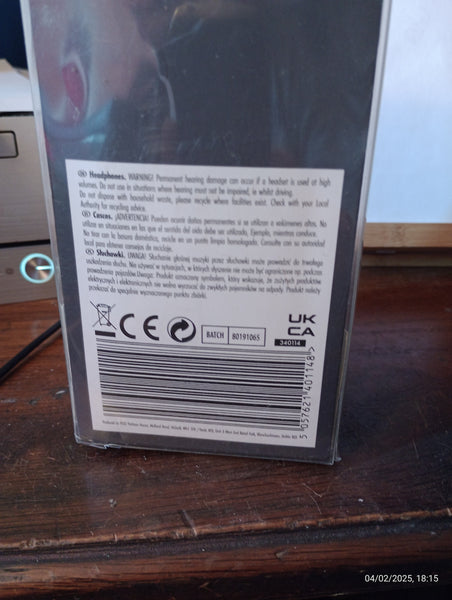 GB Headphones. WARNING! Permanent hearing damage can occur if a headset is used at high
volumes. Do not use in situations where hearing must not be impaired, ie whilst driving.
Do not dispose with household waste, please recycle where facilities exist. Check with your Local
Authority for recycling advice.
Cascos. ¡ADVERTENCIA! Pueden ocurrir daños permanentes si se utilizan a volúmenes altos. No
se utilice en situaciones en las que el sentido del oído debe ser utilizado, Ejemplo, mientras conduce.
No tirar con la basura doméstica, recicle en un punto limpio homologado. Consulte con su autoridad
local para obtener consejos de reciclaje.
Słuchawki. UWAGA! Słuchanie głośnej muzyki przez słuchawki może prowadzić do trwałego
uszkodzenia słuchu. Nie używać w sytuacjach, w których słyszenie nie może być ograniczone np. podczas
prowadzenia pojazdów.Uwaga: Produkt oznaczony symbolem, który wskazuje, że zużytych produktów
elektrycznych i elektronicznych nie wolno wyrzucać do zwykłych pojemników na odpady. Produkt należy
przekazać do specjalnie wyznaczonego punktu zbiórki.
CE
BATCH 80191065
UK
CA
340114
5 057621 401148
04/02/2025, 18:15